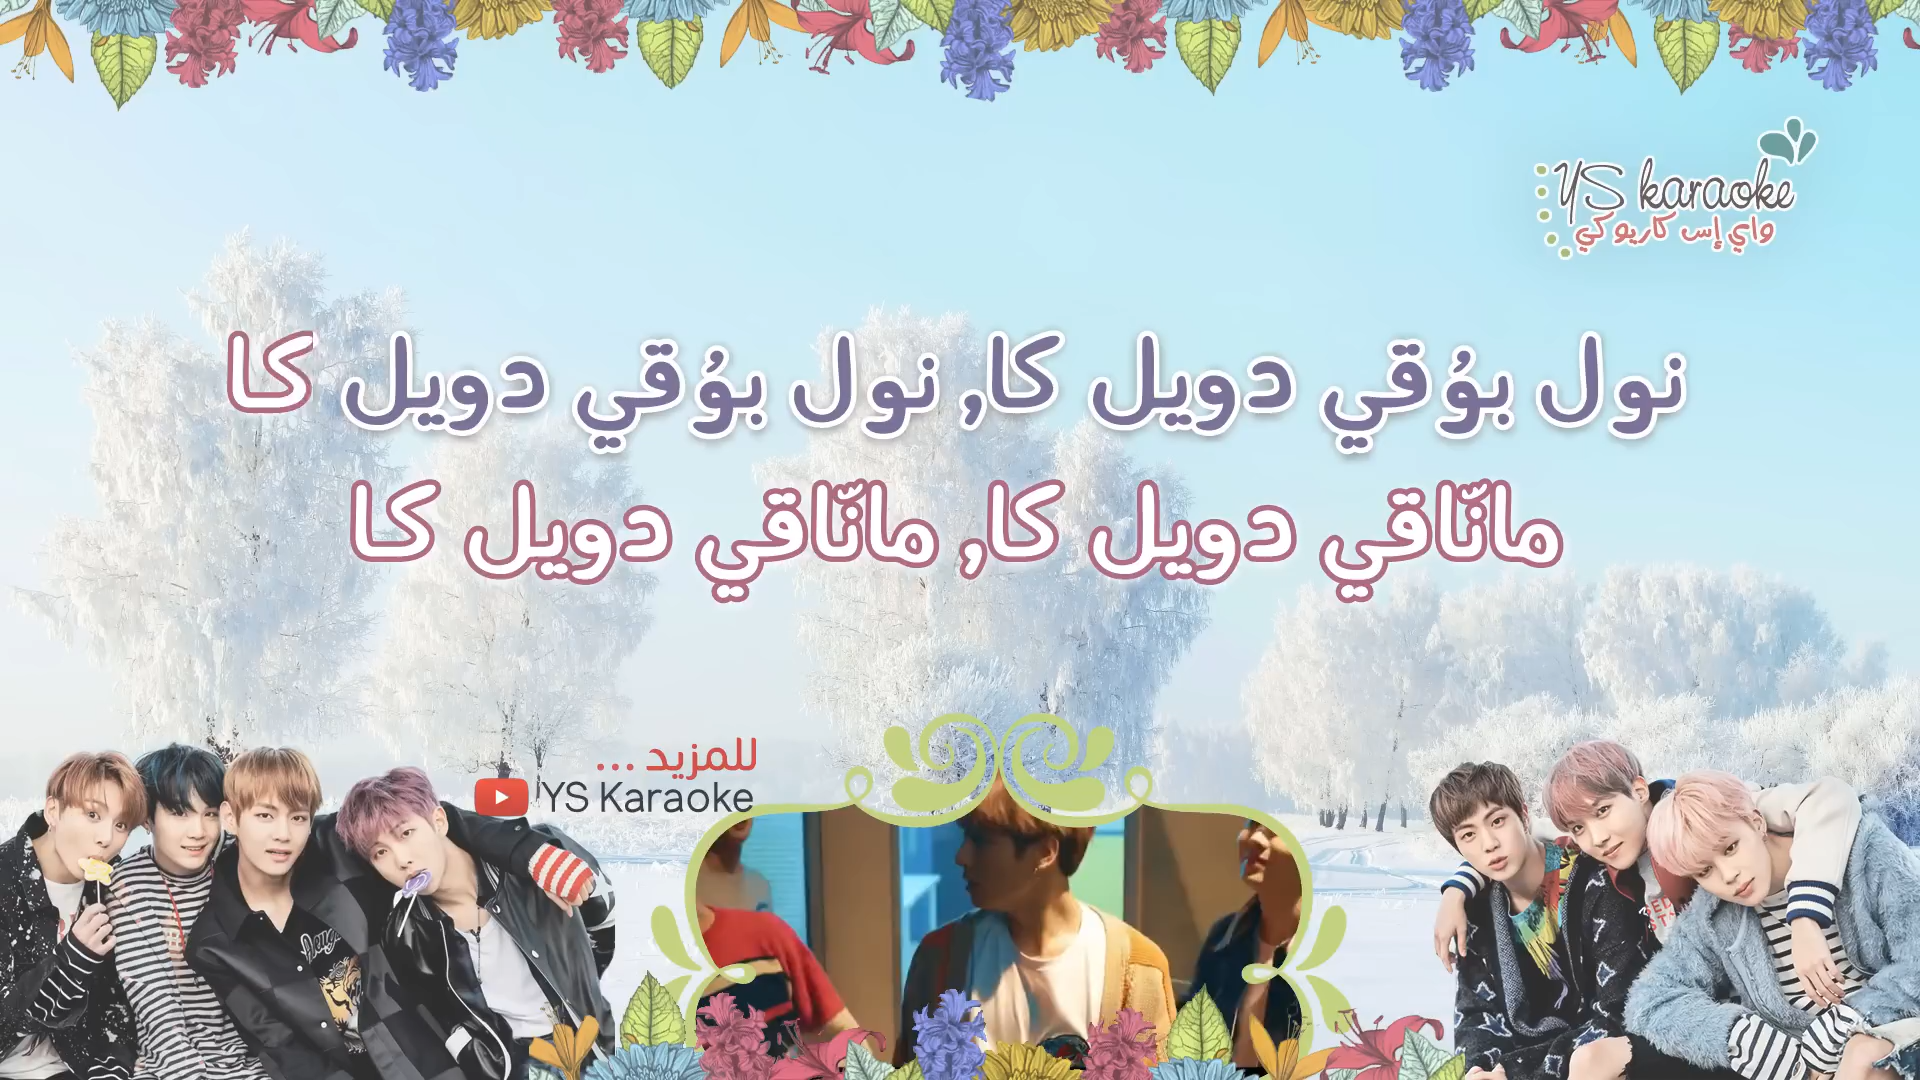 YS karaoke
واي إس كاريوكي
نول بوُقي دويل كا, نول بوُقي دويل كا
مانّاقي دويل كا, مانّاقي دويل كا
للمزيد ...
YS Karaoke